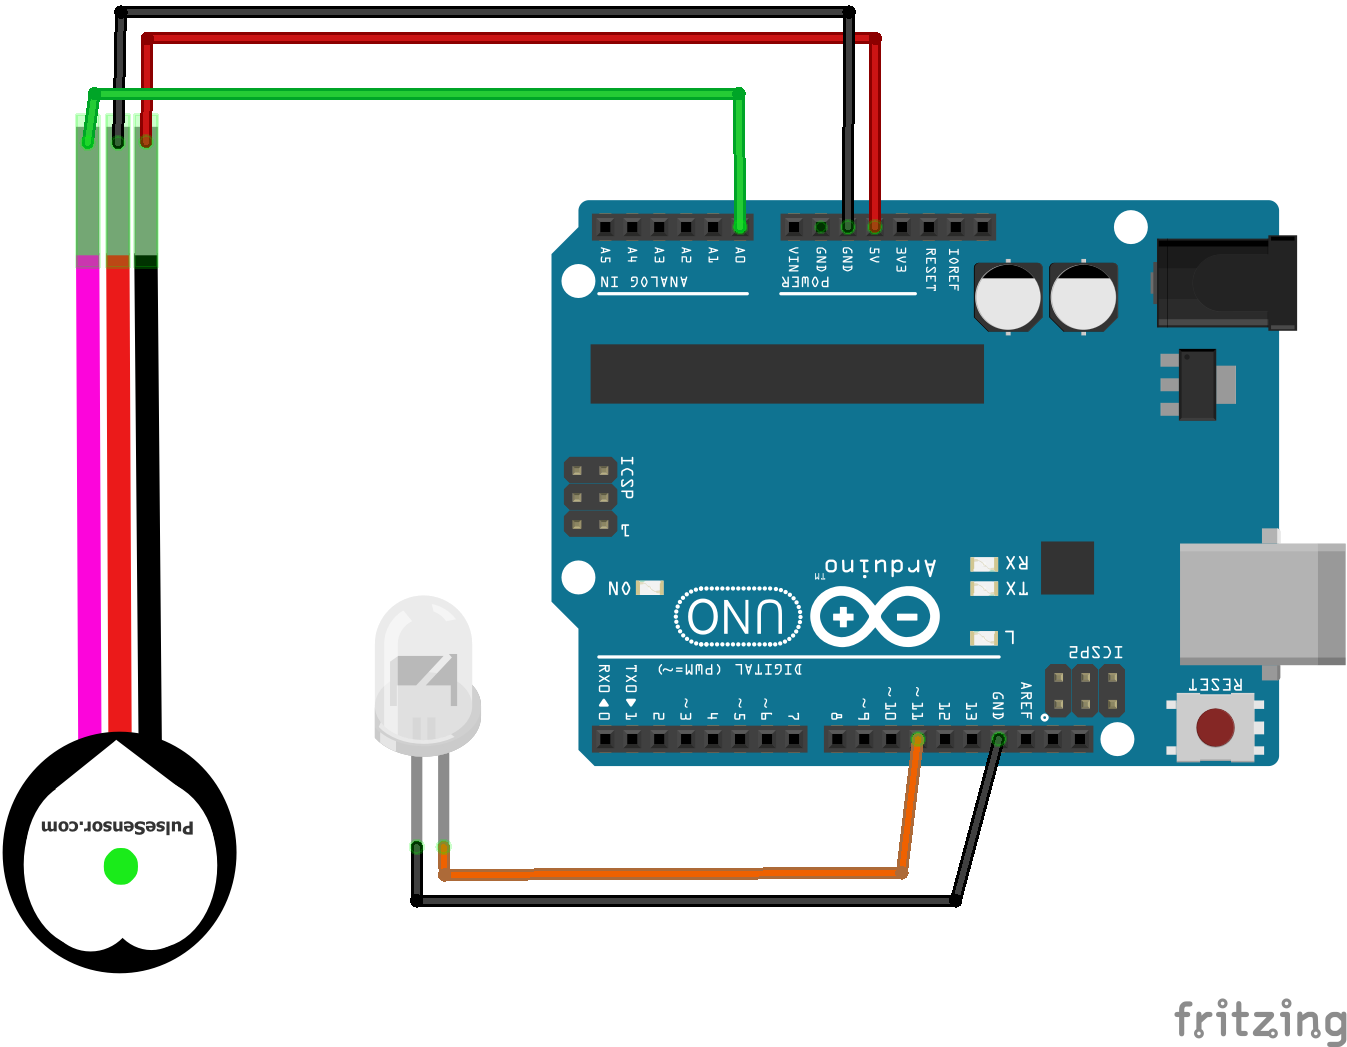 A5
A4
A3
A2
A1
A0
VIN
GND
GND
5V
3V3
RESET
IOREF
ANALOG IN
POWER
ICSP
1
ON
UNO
Arduino
TM
RX
TX
L
DIGITAL (PWM=~)
ICSP2
RESET
RX0 ◀ 0
TX0 ▶ 1
2
~3
4
~5
~6
7
8
~9
~10
~11
12
13
GND
AREF
PulseSensor.com
fritzing